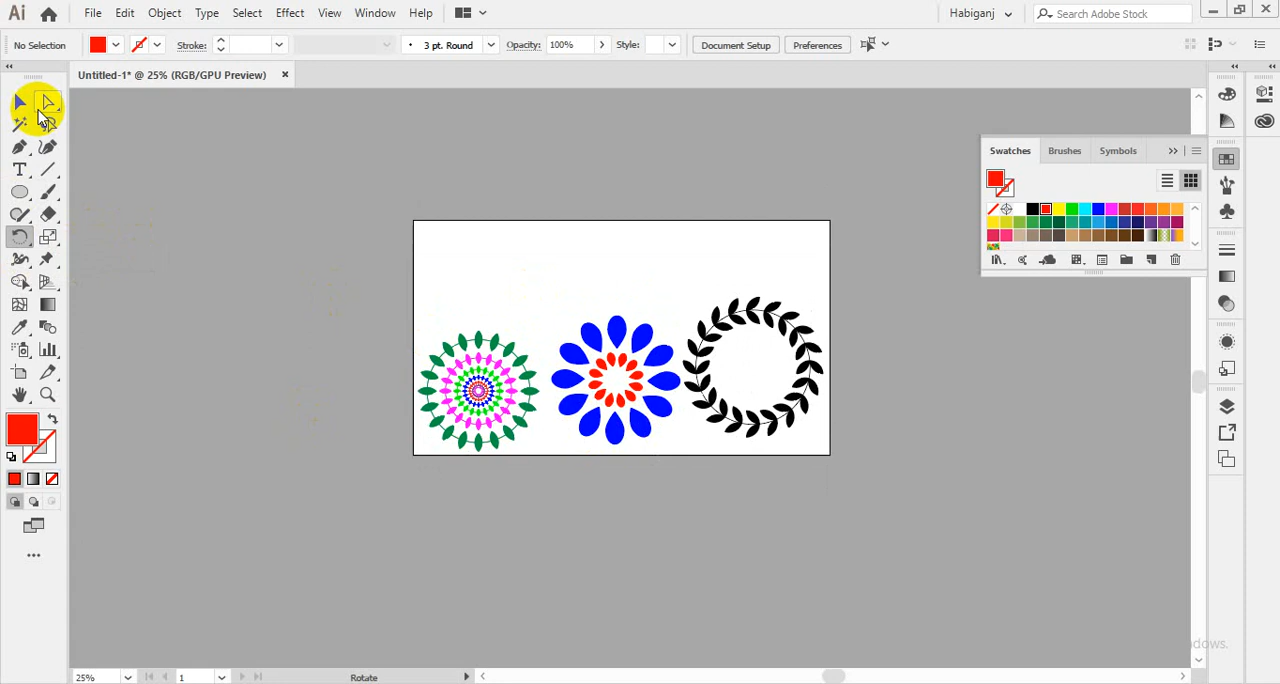 Ai File Edit Object Type Select Effect View Window Help Habiganj Search Adobe Stock
No Selection Stroke: 3 pt. Round Opacity: 100% Style: Document Setup Preferences
Untitled-1* @ 25% (RGB/GPU Preview)
Swatches Brushes Symbols
dows.
25% 1 Rotate